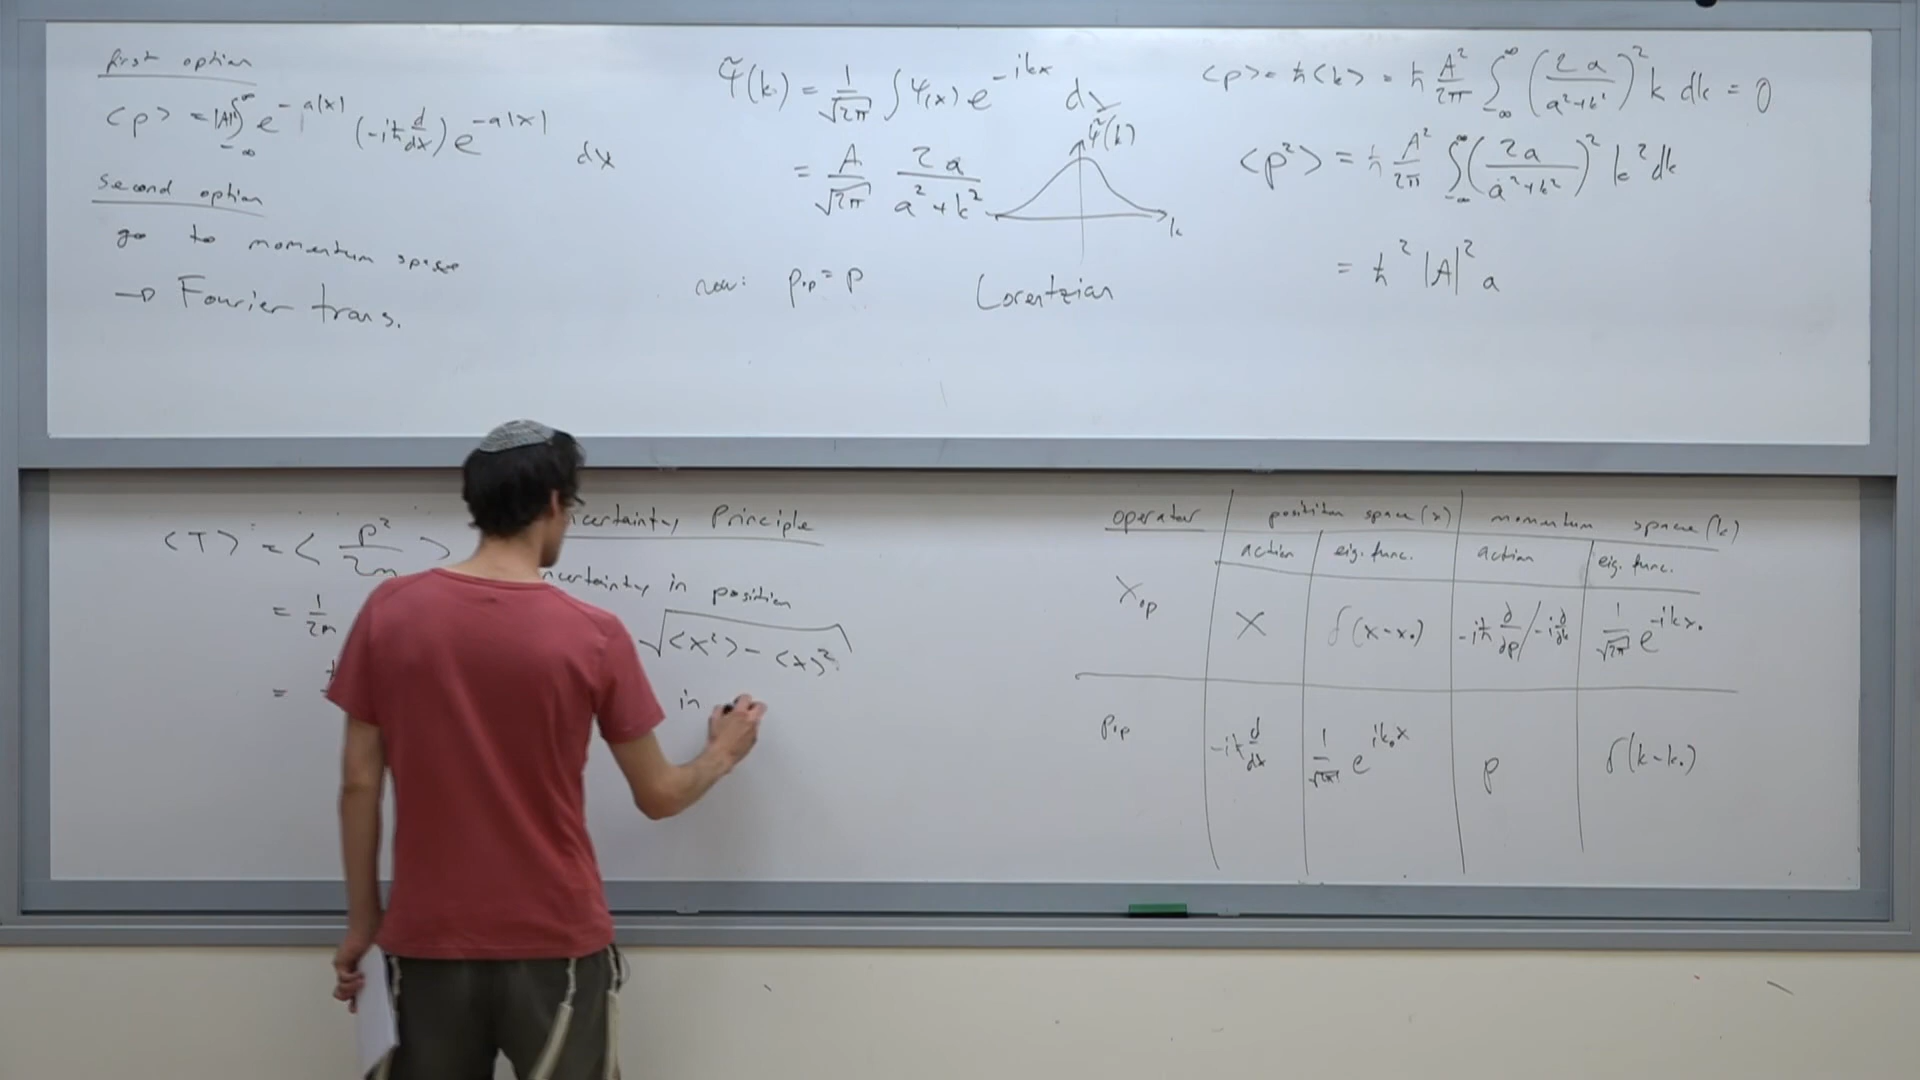 first option
<p> = |A|² ∫_{-∞}^{∞} e^{-a|x|} (-iħ d/dx) e^{-a|x|} dx
second option
go to momentum space
→ Fourier trans.
ψ̃(k) = 1/√2π ∫ψ(x) e^{-ikx} dx
= A/√2π 2a/(a²+k²)
ψ̃(k)
k
now: p_op = p
Lorentzian
<p> = ħ<k> = ħ A²/2π ∫_{-∞}^{∞} (2a/(a²+k²))² k dk = 0
<p²> = ħ A²/2π ∫_{-∞}^{∞} (2a/(a²+k²))² k² dk
= ħ² |A|² a
<T> = < p²/2m >
= 1/2m
=
certainty Principle
ncertainty in position
√(<x²> - <x>²)
in
operator position space (x) momentum space (k)
action eig. func. action eig. func.
X_op X δ(x-x₀) -iħ ∂/∂p / -i ∂/∂k 1/√2π e^{-ikx₀}
p_op -iħ d/dx 1/√2π e^{ik₀x} p δ(k-k₀)